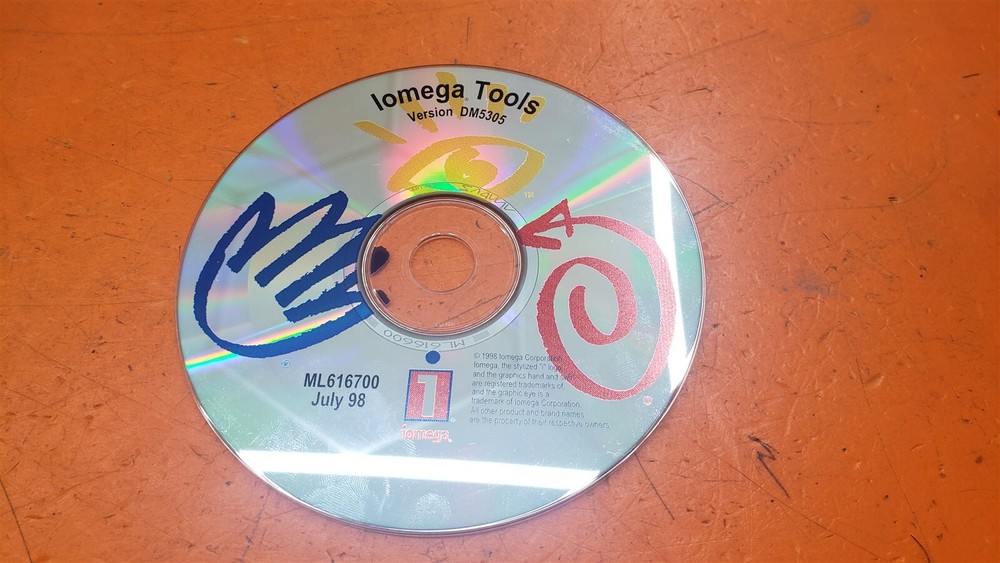 Iomega Tools
Version DM5305
TM
ML616600
ML616700
July 98
iomega
© 1998 Iomega Corporation
Iomega, the stylized "i" logo
and the graphics hand and
are registered trademarks of
and the graphic eye is a
trademark of Iomega Corporation.
All other product and brand names
are the property of their respective owners.